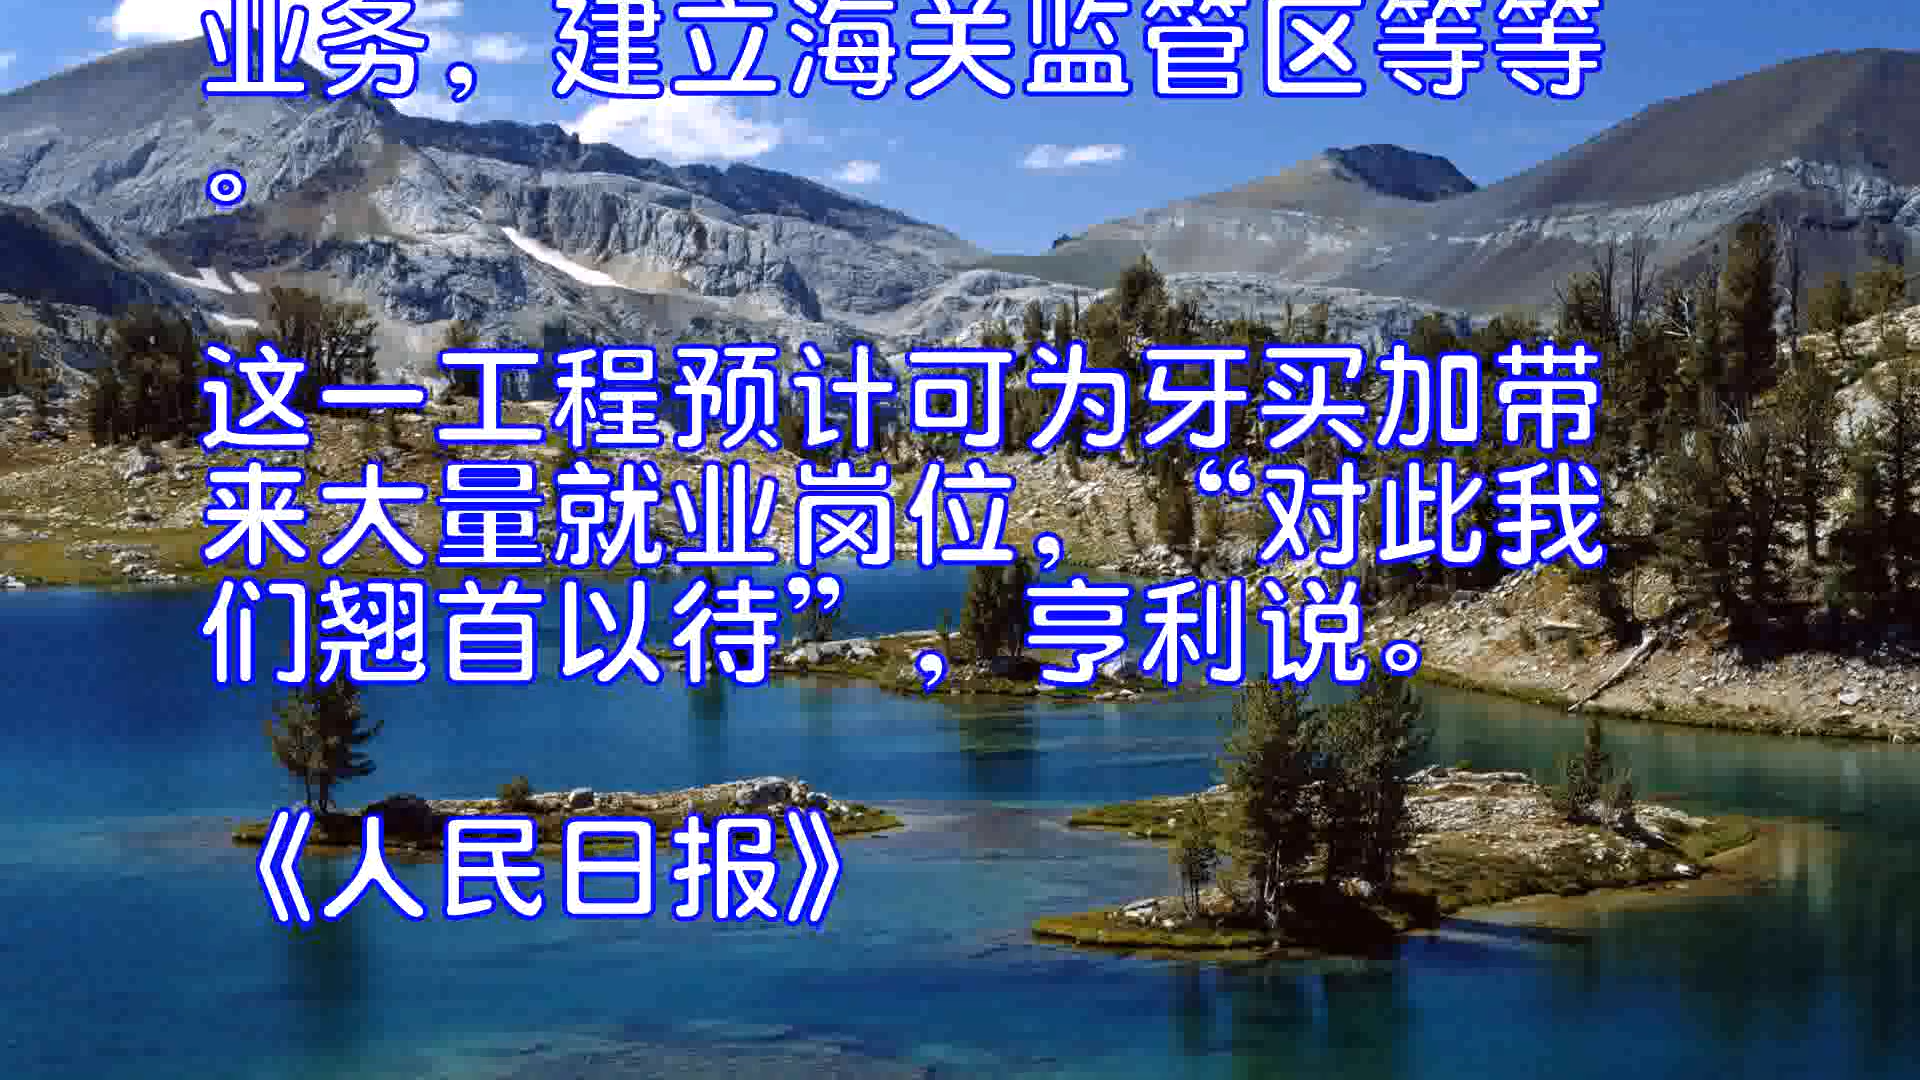 业务，建立海关监管区等等
。
这一工程预计可为牙买加带
来大量就业岗位，“对此我
们翘首以待”，亨利说。
《人民日报》